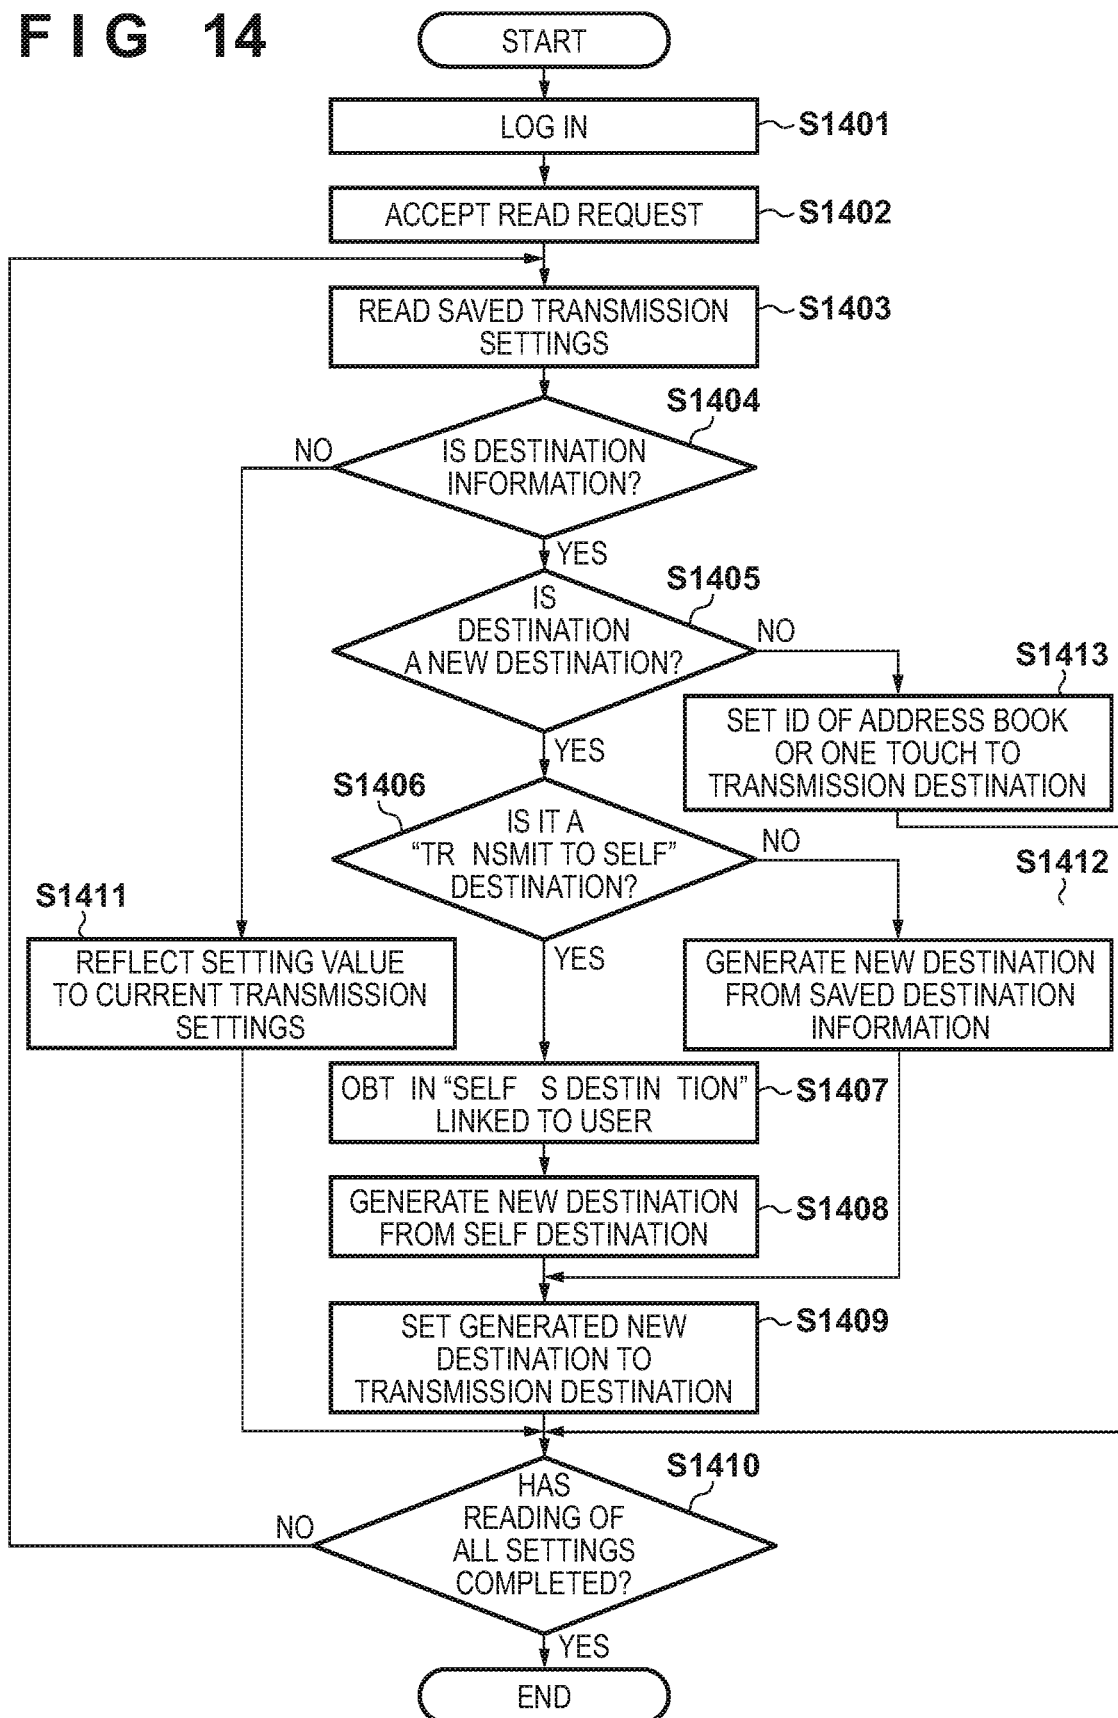 FIG 14
START
LOG IN
S1401
ACCEPT READ REQUEST
S1402
READ SAVED TRANSMISSION
SETTINGS
S1403
S1404
IS DESTINATION
INFORMATION?
NO
YES
S1405
IS
DESTINATION
A NEW DESTINATION?
NO
YES
S1413
SET ID OF ADDRESS BOOK
OR ONE TOUCH TO
TRANSMISSION DESTINATION
S1406
IS IT A
“TR NSMIT TO SELF”
DESTINATION?
NO
YES
S1412
GENERATE NEW DESTINATION
FROM SAVED DESTINATION
INFORMATION
S1411
REFLECT SETTING VALUE
TO CURRENT TRANSMISSION
SETTINGS
OBT IN “SELF S DESTIN TION”
LINKED TO USER
S1407
GENERATE NEW DESTINATION
FROM SELF DESTINATION
S1408
SET GENERATED NEW
DESTINATION TO
TRANSMISSION DESTINATION
S1409
S1410
HAS
READING OF
ALL SETTINGS
COMPLETED?
NO
YES
END